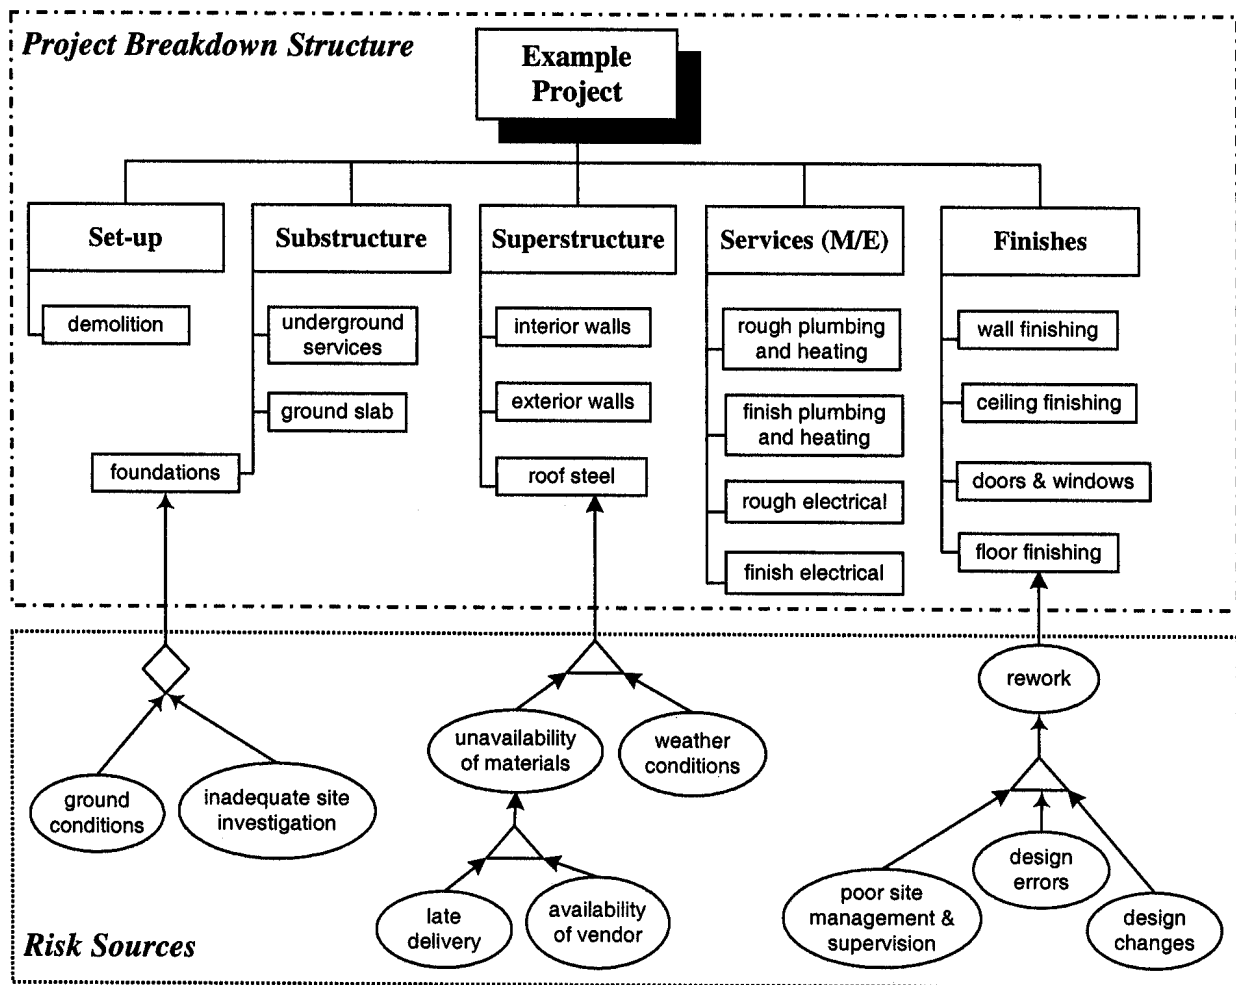 Project Breakdown Structure
Example
Project
Set-up
Substructure
Superstructure
Services (M/E)
Finishes
demolition
underground
services
ground slab
foundations
interior walls
exterior walls
roof steel
rough plumbing
and heating
finish plumbing
and heating
rough electrical
finish electrical
wall finishing
ceiling finishing
doors & windows
floor finishing
ground
conditions
inadequate site
investigation
unavailability
of materials
weather
conditions
late
delivery
availability
of vendor
rework
poor site
management &
supervision
design
errors
design
changes
Risk Sources